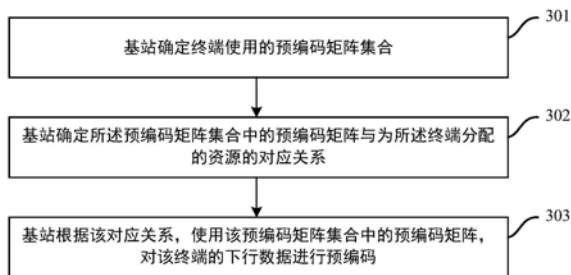 301
基站确定终端使用的预编码矩阵集合
302
基站确定所述预编码矩阵集合中的预编码矩阵与为所述终端分配
的资源的对应关系
303
基站根据该对应关系，使用该预编码矩阵集合中的预编码矩阵，
对该终端的下行数据进行预编码